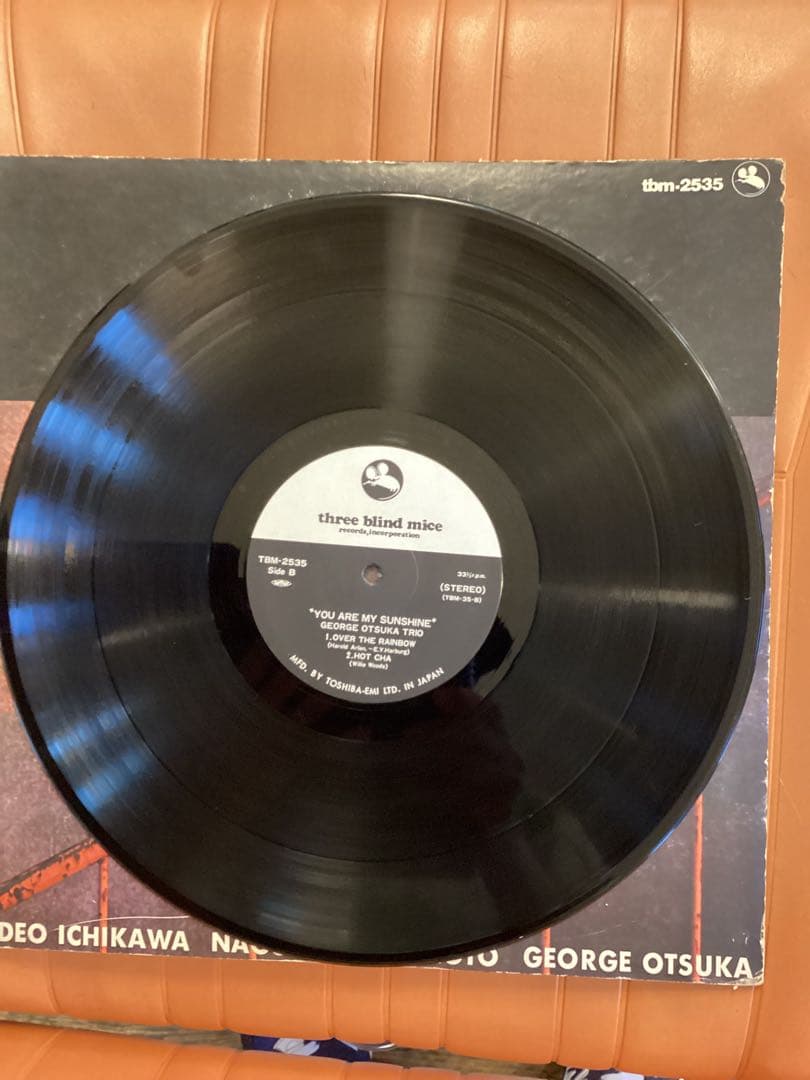 tbm-2535
three blind mice
records,incorporation
TBM-2535
Side B
33⅓r.p.m.
(STEREO)
(TBM-35-B)
"YOU ARE MY SUNSHINE"
GEORGE OTSUKA TRIO
1.OVER THE RAINBOW
(Harold Arlen,—E.Y.Harburg)
2.HOT CHA
(Willie Woods)
MFD. BY TOSHIBA-EMI LTD. IN JAPAN
DEO ICHIKAWA GEORGE OTSUKA